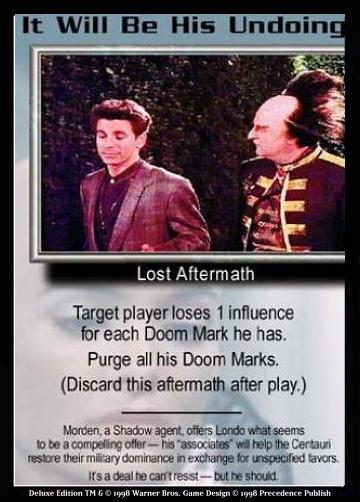 It Will Be His Undoing
Lost Aftermath
Target player loses 1 influence
for each Doom Mark he has.
Purge all his Doom Marks.
(Discard this aftermath after play.)
Morden, a Shadow agent, offers Londo what seems
to be a compelling offer — his "associates" will help the Centauri
restore their military dominance in exchange for unspecified favors.
It's a deal he can't resist — but he should.
Deluxe Edition TM & © 1998 Warner Bros. Game Design © 1998 Precedence Publish